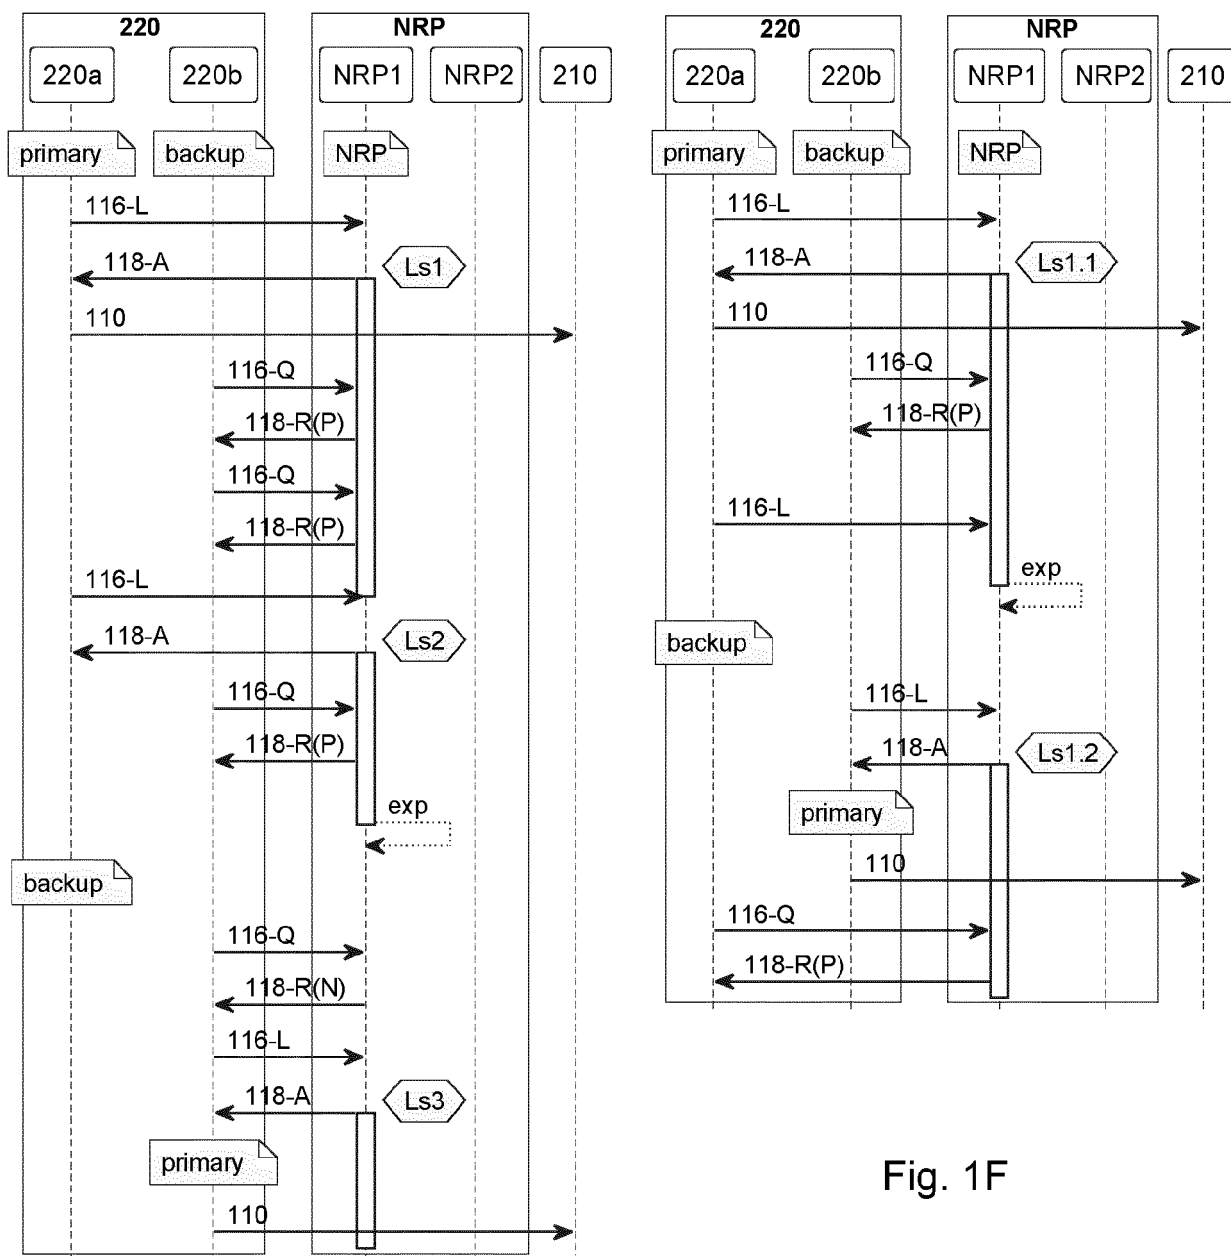 220
NRP
220a
220b
NRP1
NRP2
210
primary
backup
NRP
116-L
118-A
Ls1
110
116-Q
118-R(P)
116-Q
118-R(P)
116-L
118-A
Ls2
116-Q
118-R(P)
exp
backup
116-Q
118-R(N)
116-L
118-A
Ls3
primary
110
220
NRP
220a
220b
NRP1
NRP2
210
primary
backup
NRP
116-L
118-A
Ls1.1
110
116-Q
118-R(P)
116-L
exp
backup
116-L
118-A
Ls1.2
primary
110
116-Q
118-R(P)
Fig. 1F